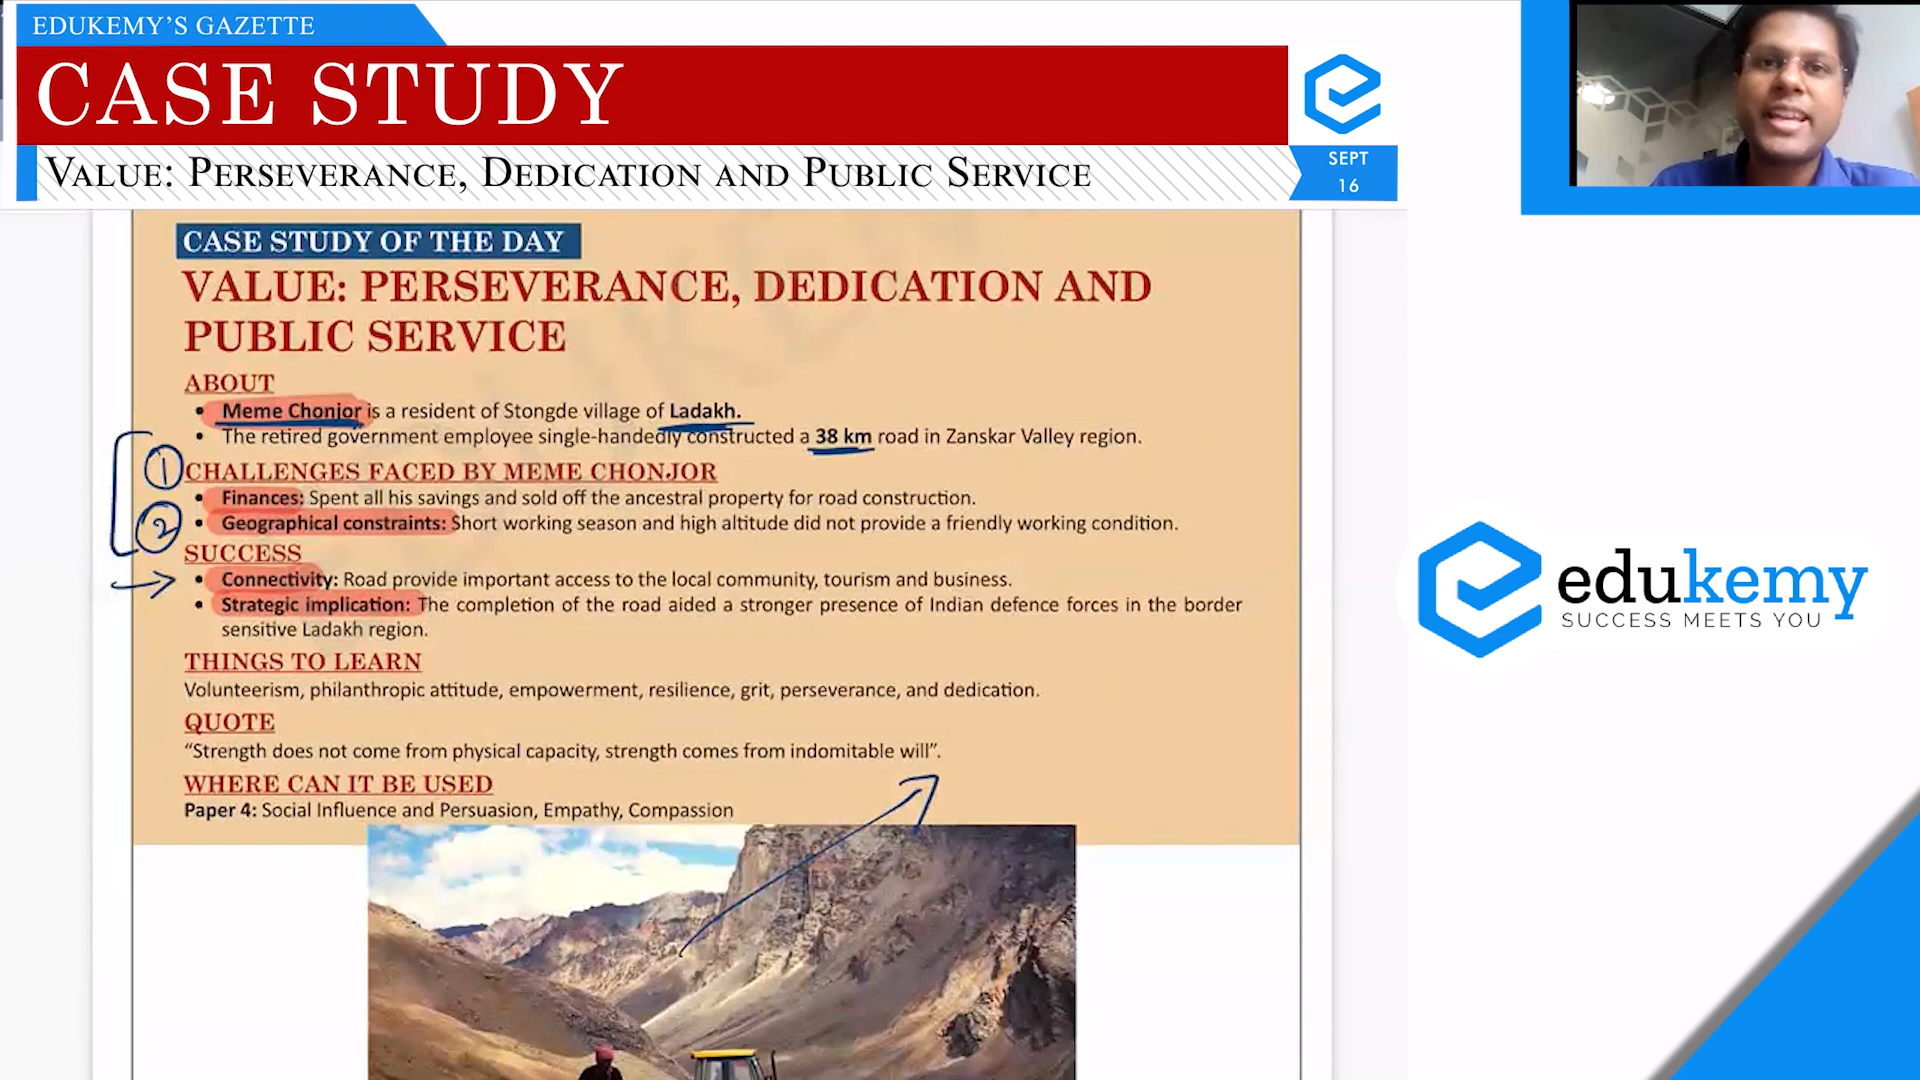 EDUKEMY'S GAZETTE
CASE STUDY
VALUE: PERSEVERANCE, DEDICATION AND PUBLIC SERVICE
SEPT
16
CASE STUDY OF THE DAY
VALUE: PERSEVERANCE, DEDICATION AND
PUBLIC SERVICE
ABOUT
• Meme Chonjor is a resident of Stongde village of Ladakh.
• The retired government employee single-handedly constructed a 38 km road in Zanskar Valley region.
1
CHALLENGES FACED BY MEME CHONJOR
• Finances: Spent all his savings and sold off the ancestral property for road construction.
2
• Geographical constraints: Short working season and high altitude did not provide a friendly working condition.
SUCCESS
• Connectivity: Road provide important access to the local community, tourism and business.
• Strategic implication: The completion of the road aided a stronger presence of Indian defence forces in the border
sensitive Ladakh region.
THINGS TO LEARN
Volunteerism, philanthropic attitude, empowerment, resilience, grit, perseverance, and dedication.
QUOTE
“Strength does not come from physical capacity, strength comes from indomitable will”.
WHERE CAN IT BE USED
Paper 4: Social Influence and Persuasion, Empathy, Compassion
edukemy
SUCCESS MEETS YOU